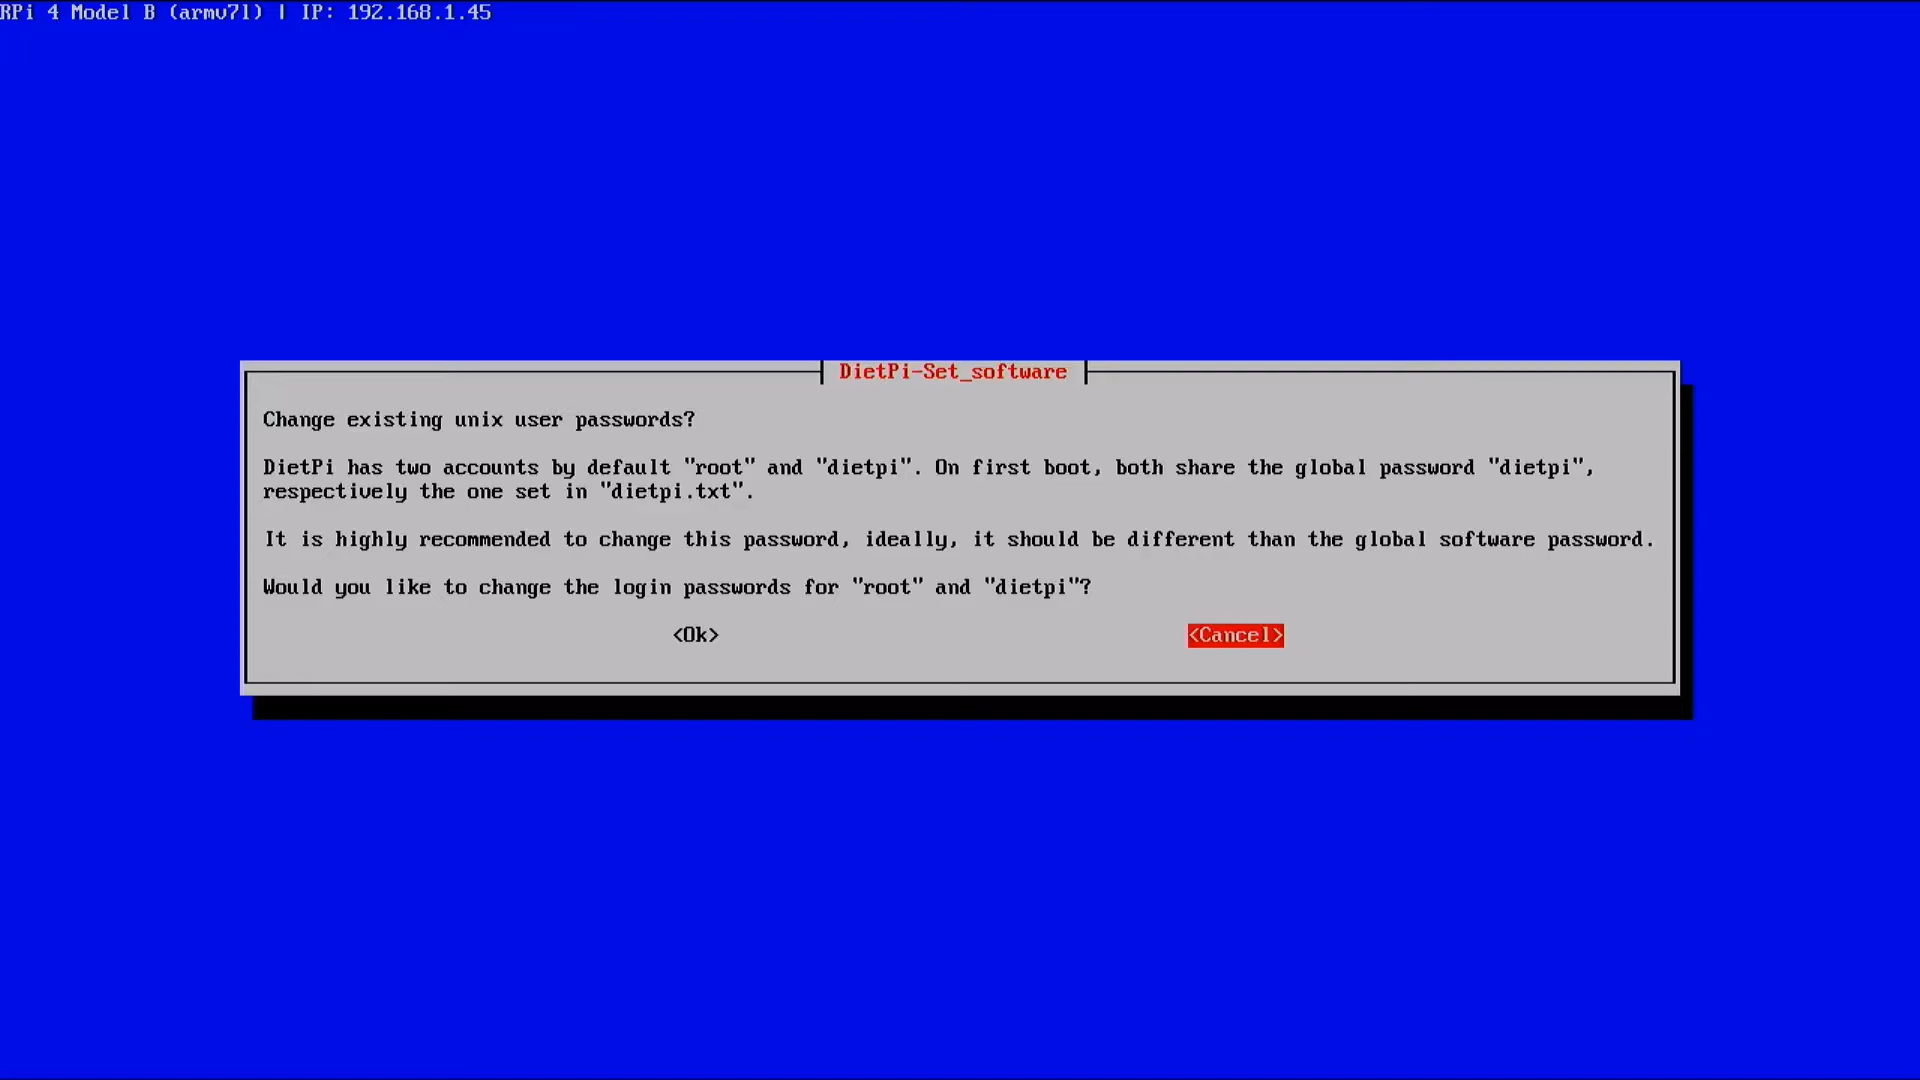 RPi 4 Model B (armv7l) | IP: 192.168.1.45
DietPi-Set_software
Change existing unix user passwords?
DietPi has two accounts by default "root" and "dietpi". On first boot, both share the global password "dietpi",
respectively the one set in "dietpi.txt".
It is highly recommended to change this password, ideally, it should be different than the global software password.
Would you like to change the login passwords for "root" and "dietpi"?
<Ok> <Cancel>